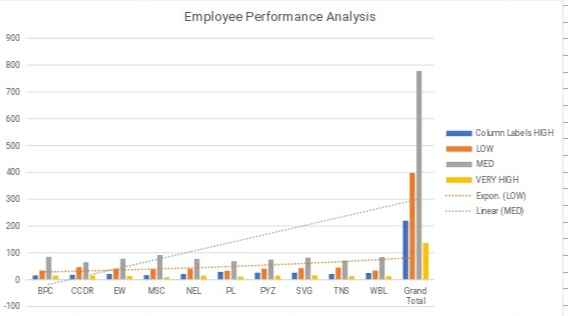 Employee Performance Analysis
900
800
700
600
500
400
300
200
100
0
-100
BPC CCDR EW MSC NEL PL PYZ SVG TNS WBL Grand
Total
Column Labels HIGH
LOW
MED
VERY HIGH
Expon. (LOW)
Linear (MED)